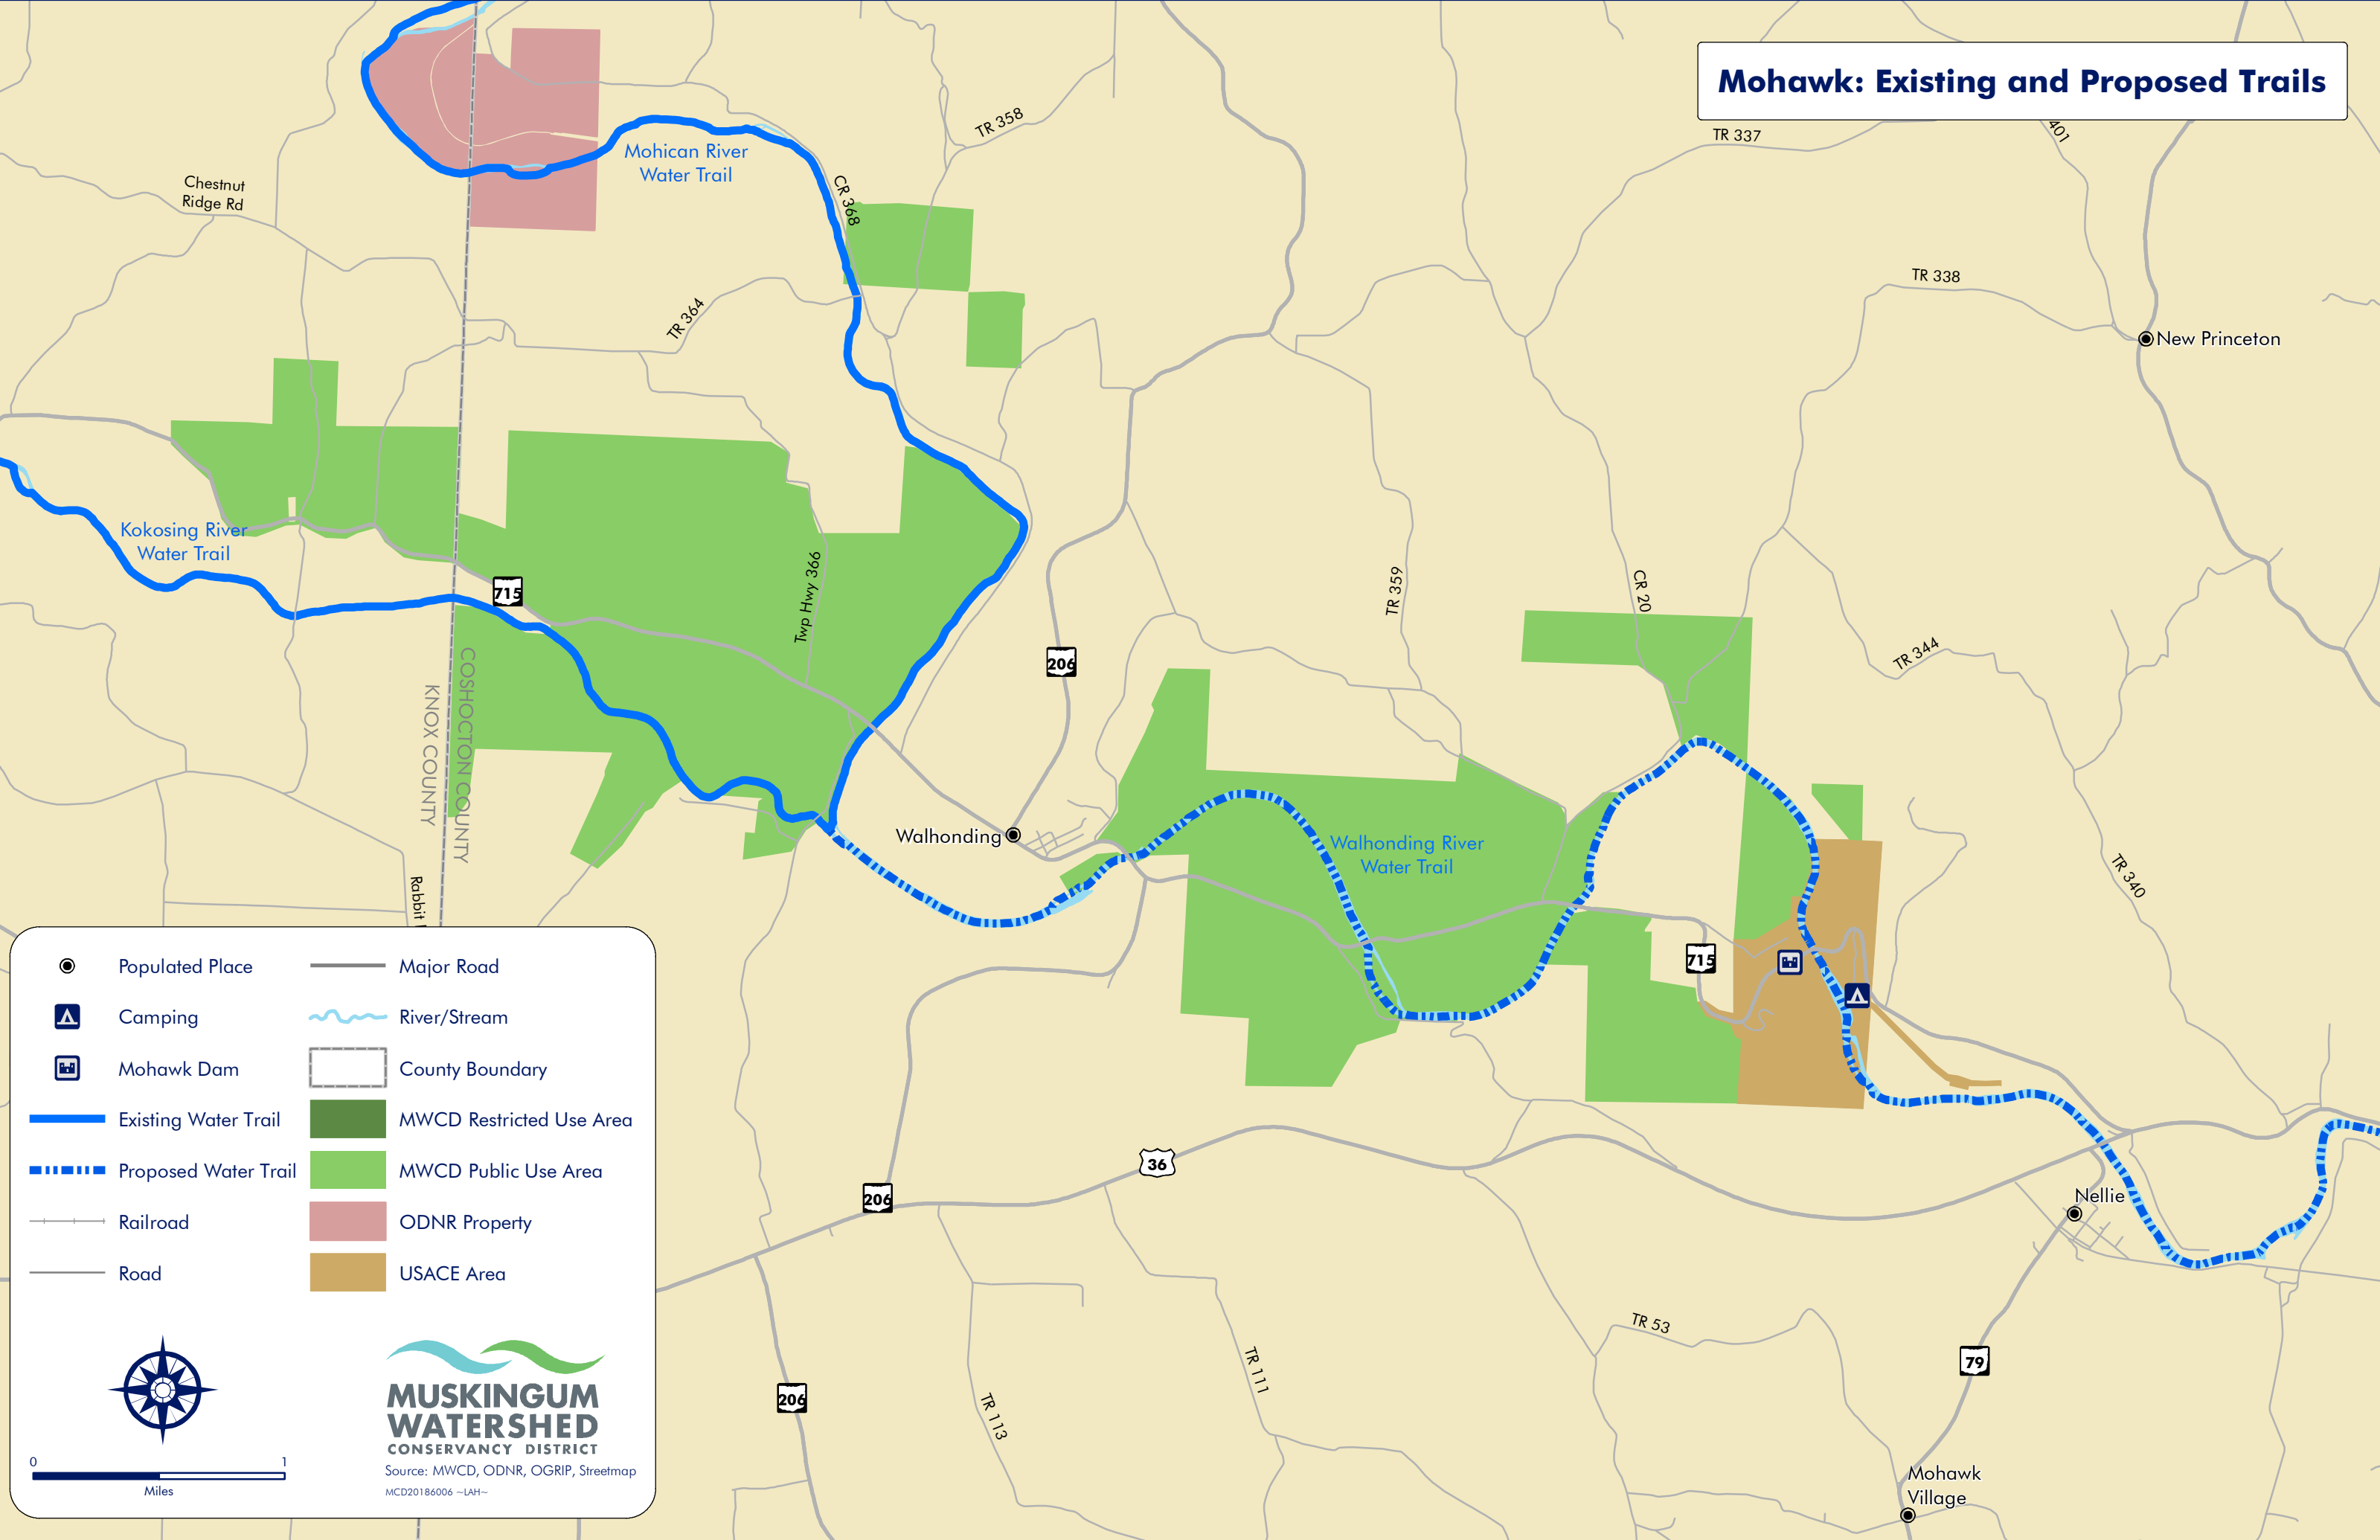 Mohawk: Existing and Proposed Trails
TR 358
TR 337
401
Mohican River
Water Trail
Chestnut
Ridge Rd
CR 368
TR 338
TR 364
New Princeton
Kokosing River
Water Trail
715
Twp Hwy 366
TR 359
CR 20
206
TR 344
COSHOCTON COUNTY
KNOX COUNTY
Walhonding
Walhonding River
Water Trail
TR 340
Rabbit
715
36
206
Nellie
TR 53
79
TR 111
TR 113
206
Mohawk
Village
Populated Place
Camping
Mohawk Dam
Existing Water Trail
Proposed Water Trail
Railroad
Road
Major Road
River/Stream
County Boundary
MWCD Restricted Use Area
MWCD Public Use Area
ODNR Property
USACE Area
0 1
Miles
MUSKINGUM
WATERSHED
CONSERVANCY DISTRICT
Source: MWCD, ODNR, OGRIP, Streetmap
MCD20186006 ~LAH~